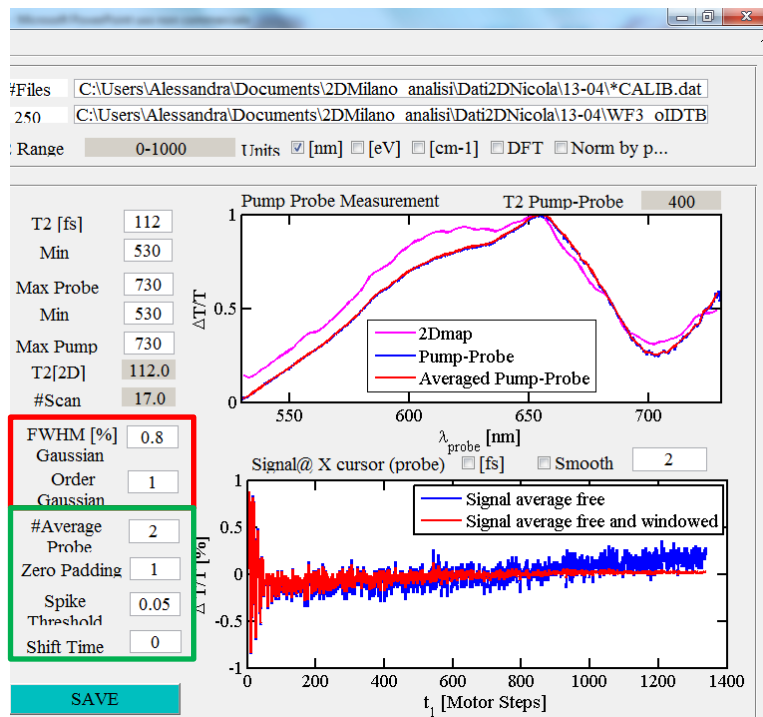 #Files C:\Users\Alessandra\Documents\2DMilano_analisi\Dati2DNicola\13-04\*CALIB.dat
250 C:\Users\Alessandra\Documents\2DMilano_analisi\Dati2DNicola\13-04\WF3_oIDTB
Range 0-1000 Units [nm] [eV] [cm-1] DFT Norm by p...
Pump Probe Measurement T2 Pump-Probe 400
T2 [fs] 112
Min 530
Max Probe 730
Min 530
Max Pump 730
T2[2D] 112.0
#Scan 17.0
FWHM [%] 0.8
Gaussian
Order 1
Gaussian
#Average 2
Probe
Zero Padding 1
Spike 0.05
Threshold
Shift Time 0
SAVE
1
0.5
0
ΔT/T
2Dmap
Pump-Probe
Averaged Pump-Probe
550 600 650 700
λprobe [nm]
Signal@ X cursor (probe) [fs] Smooth 2
1
0.5
0
-0.5
-1
Δ T/T [%]
Signal average free
Signal average free and windowed
0 200 400 600 800 1000 1200 1400
t1 [Motor Steps]